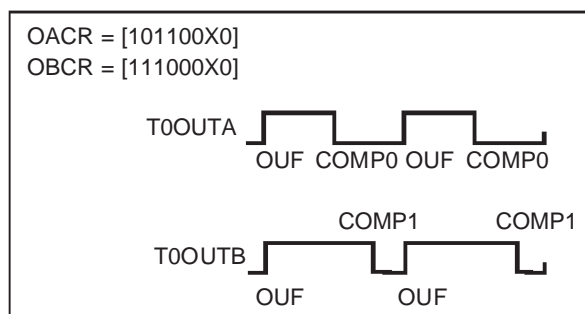 OACR = [101100X0]
OBCR = [111000X0]
T0OUTA
OUF COMP0 OUF COMP0
COMP1 COMP1
T0OUTB
OUF OUF